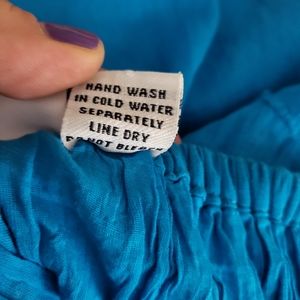 HAND WASH
IN COLD WATER
SEPARATELY
LINE DRY
DO NOT BLEACH